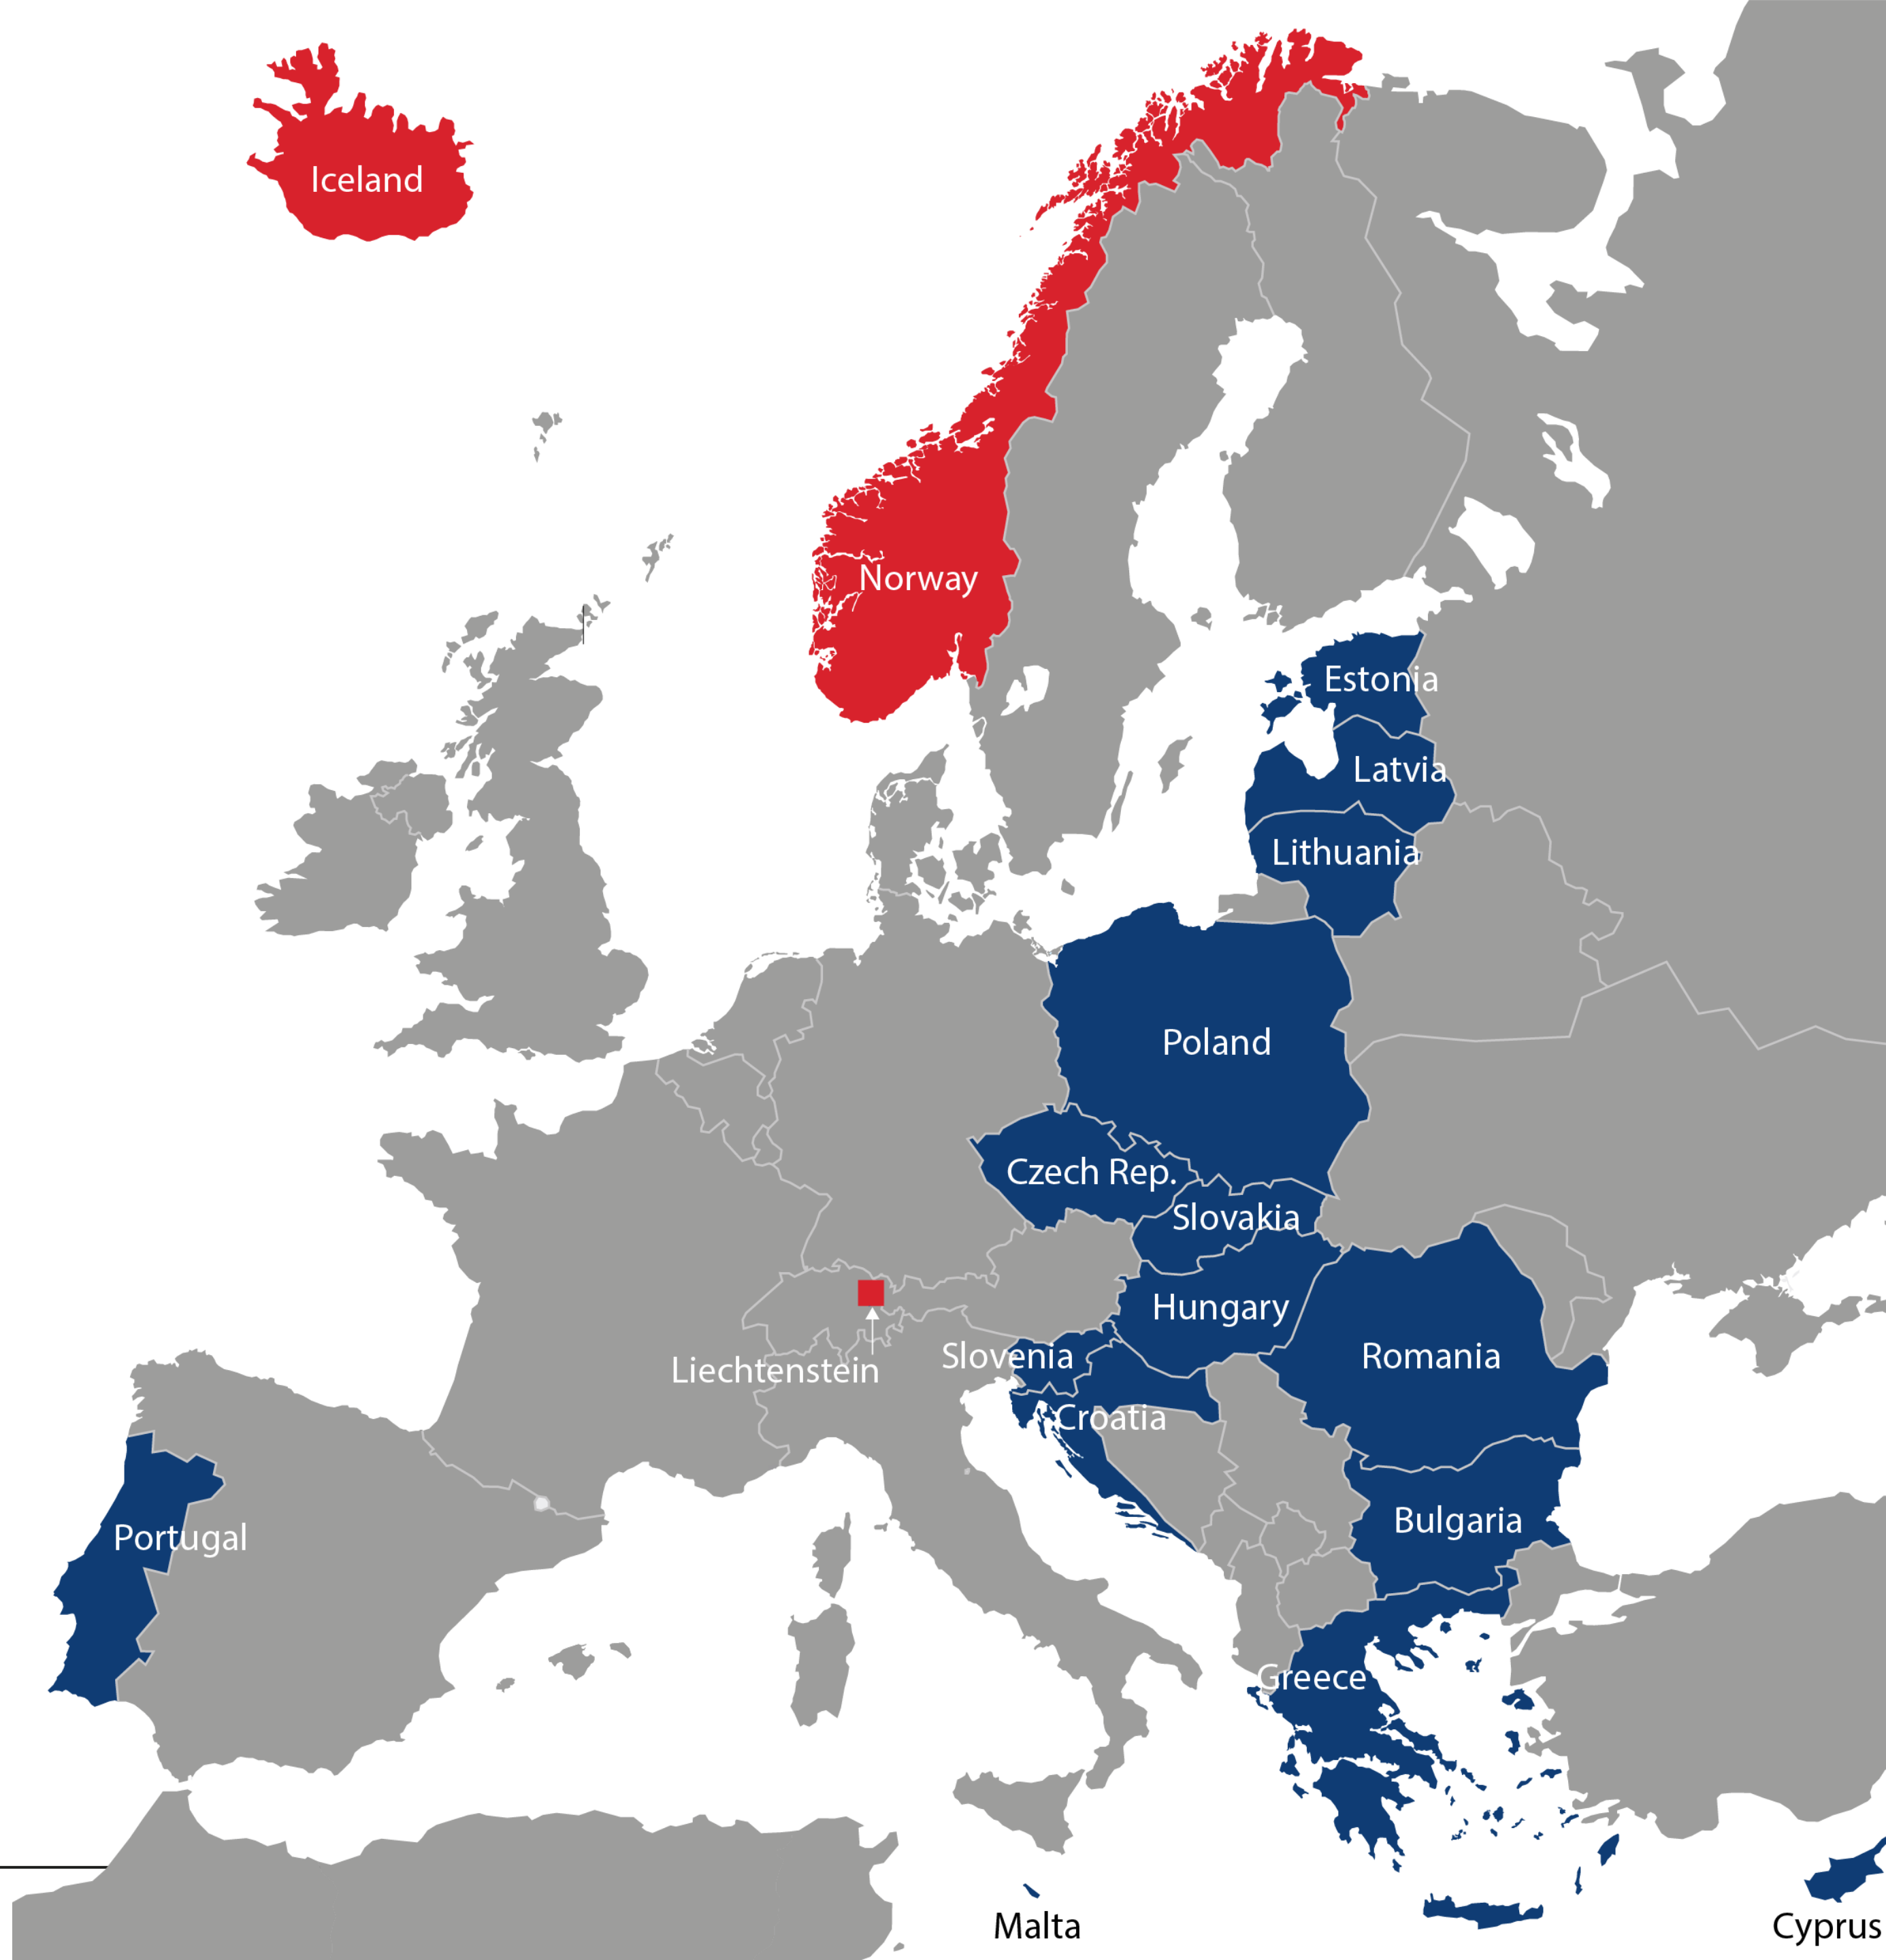 Iceland
Norway
Estonia
Latvia
Lithuania
Poland
Czech Rep.
Slovakia
Hungary
Slovenia
Romania
Liechtenstein
Croatia
Bulgaria
Portugal
Greece
Malta
Cyprus